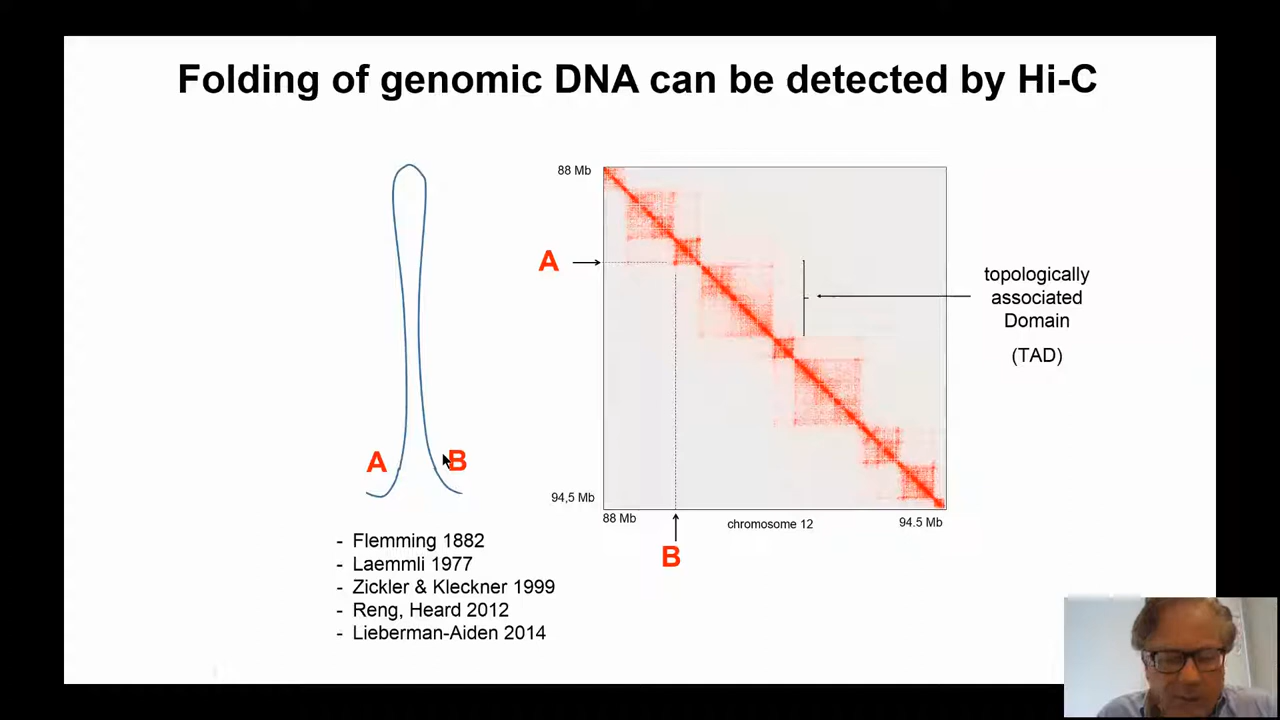 Folding of genomic DNA can be detected by Hi-C
A
B
- Flemming 1882
- Laemmli 1977
- Zickler & Kleckner 1999
- Reng, Heard 2012
- Lieberman-Aiden 2014
88 Mb
A
94,5 Mb
88 Mb
chromosome 12
94.5 Mb
B
topologically
associated
Domain
(TAD)